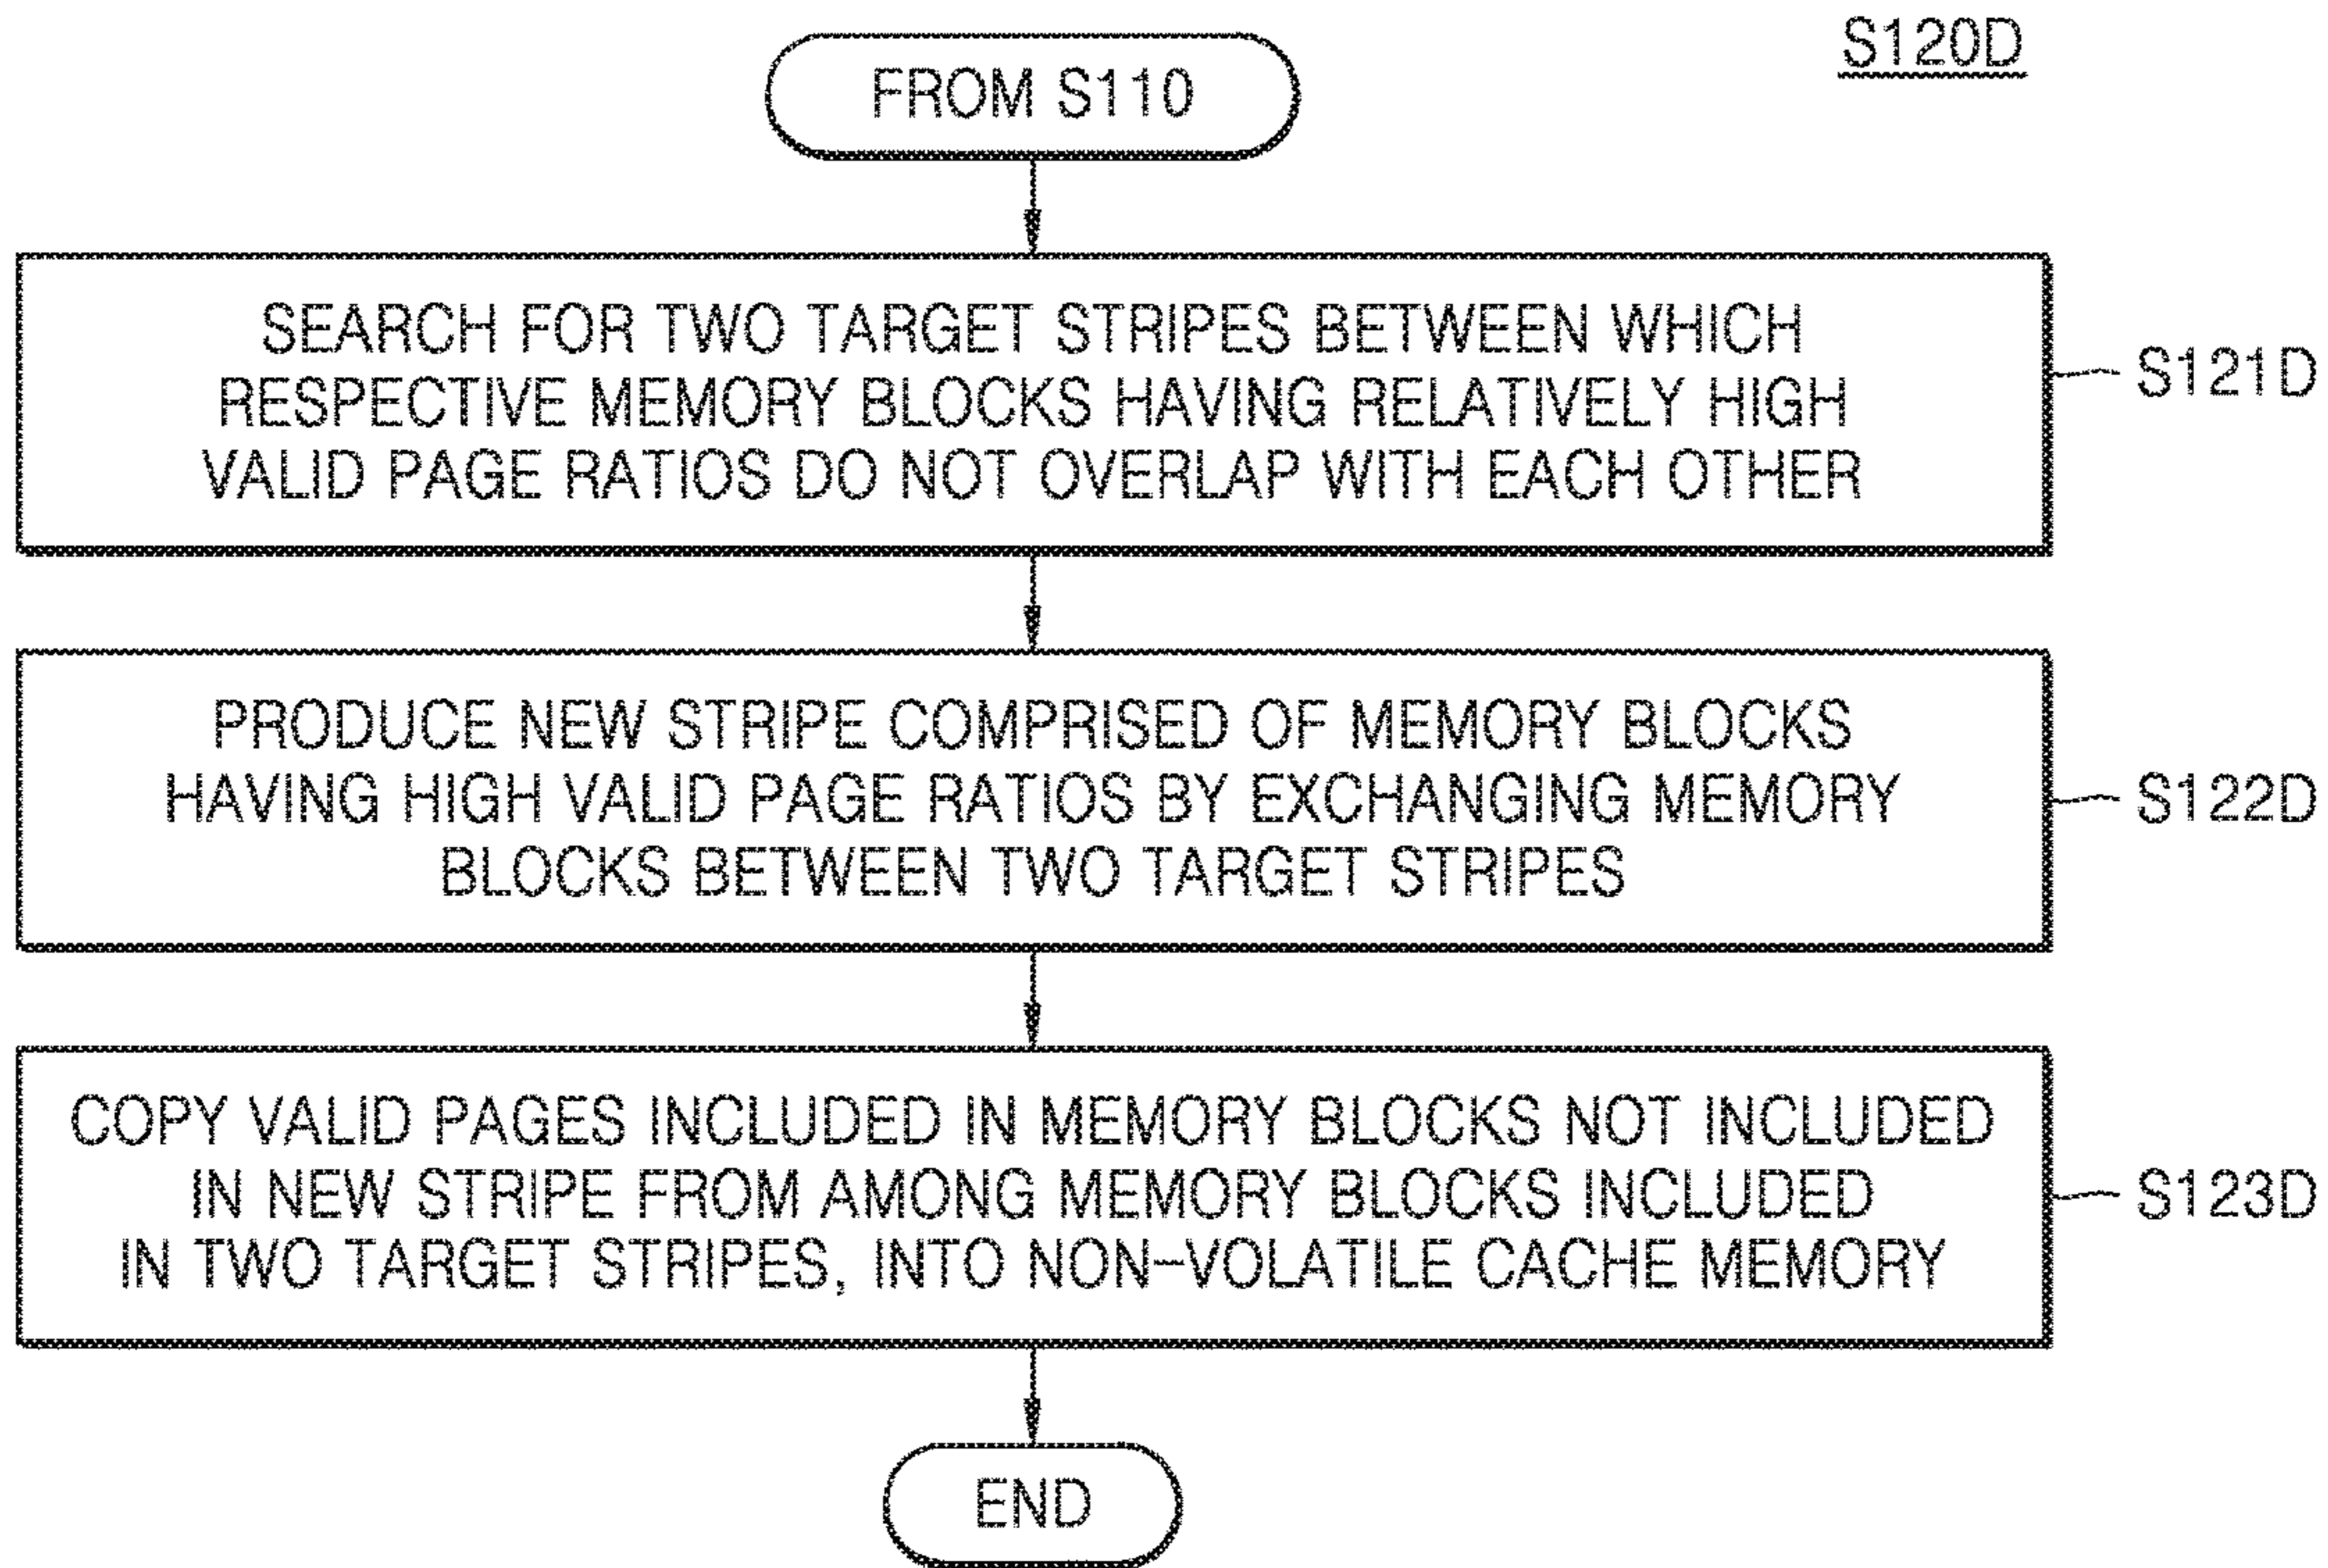 S120D
FROM S110
SEARCH FOR TWO TARGET STRIPES BETWEEN WHICH
RESPECTIVE MEMORY BLOCKS HAVING RELATIVELY HIGH
VALID PAGE RATIOS DO NOT OVERLAP WITH EACH OTHER
S121D
PRODUCE NEW STRIPE COMPRISED OF MEMORY BLOCKS
HAVING HIGH VALID PAGE RATIOS BY EXCHANGING MEMORY
BLOCKS BETWEEN TWO TARGET STRIPES
S122D
COPY VALID PAGES INCLUDED IN MEMORY BLOCKS NOT INCLUDED
IN NEW STRIPE FROM AMONG MEMORY BLOCKS INCLUDED
IN TWO TARGET STRIPES, INTO NON-VOLATILE CACHE MEMORY
S123D
END